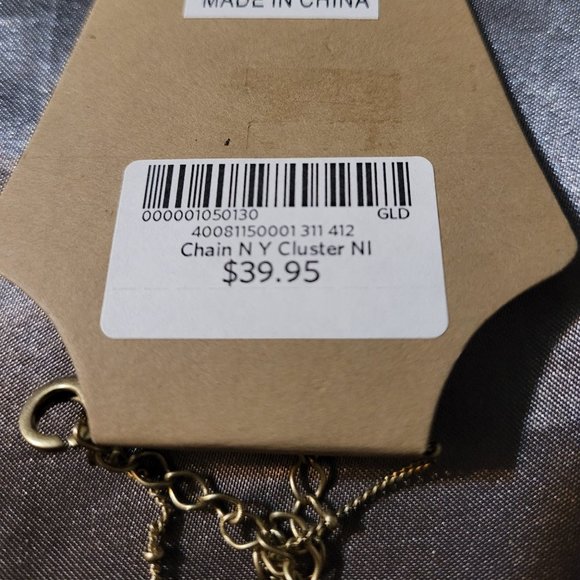 MADE IN CHINA
000001050130 GLD
40081150001 311 412
Chain N Y Cluster NI
$39.95